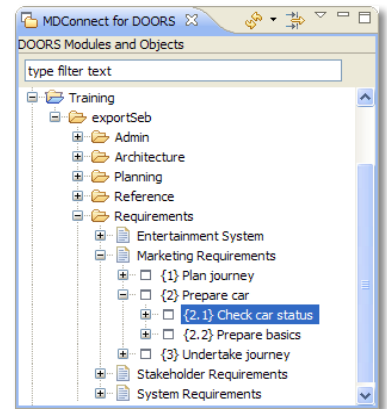 MDConnect for DOORS
DOORS Modules and Objects
type filter text
Training
exportSeb
Admin
Architecture
Planning
Reference
Requirements
Entertainment System
Marketing Requirements
{1} Plan journey
{2} Prepare car
{2.1} Check car status
{2.2} Prepare basics
{3} Undertake journey
Stakeholder Requirements
System Requirements